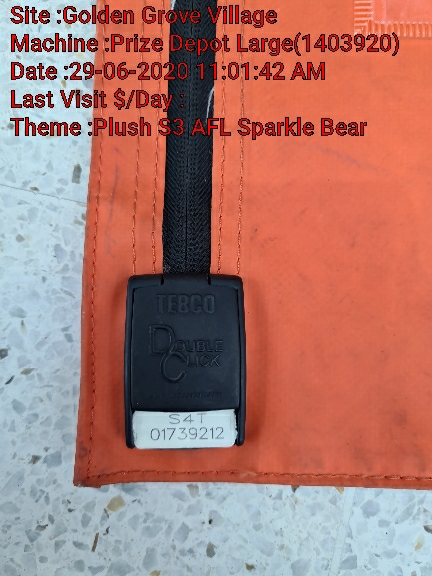 Site :Golden Grove Village
Machine :Prize Depot Large(1403920)
Date :29-06-2020 11:01:42 AM
Last Visit $/Day :
Theme :Plush S3 AFL Sparkle Bear
TEBCO
DOUBLE
CLICK
S4T
01739212